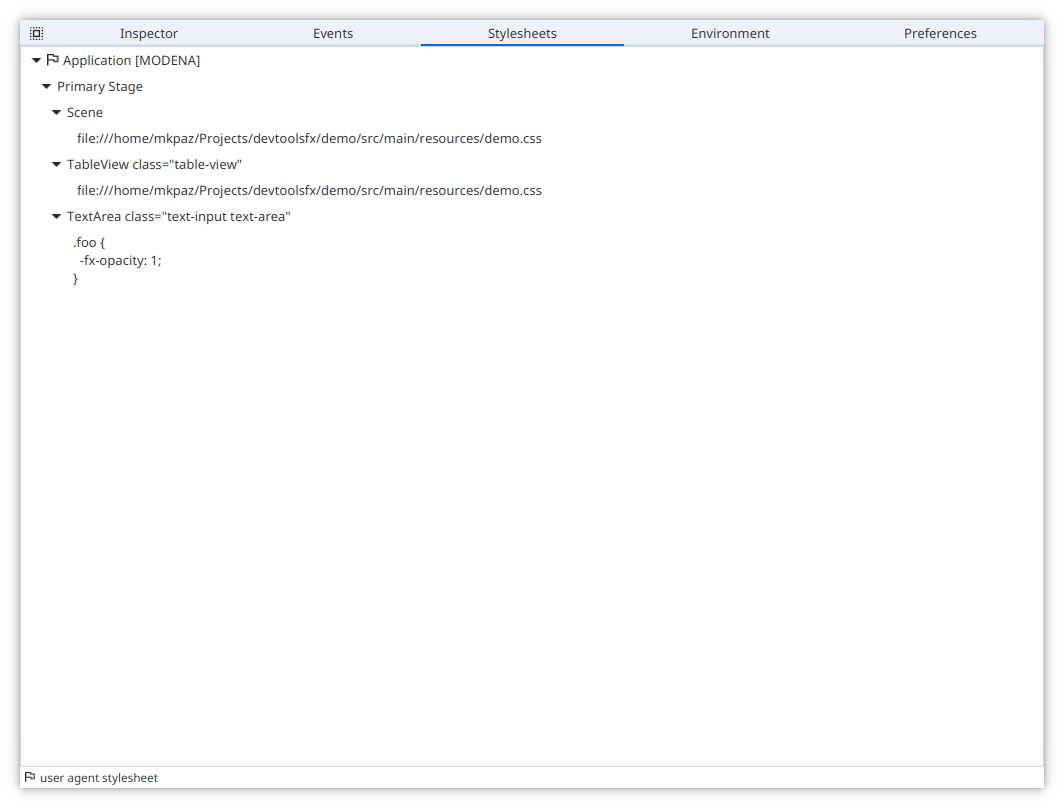 Inspector Events Stylesheets Environment Preferences
Application [MODENA]
Primary Stage
Scene
file:///home/mkpaz/Projects/devtoolsfx/demo/src/main/resources/demo.css
TableView class="table-view"
file:///home/mkpaz/Projects/devtoolsfx/demo/src/main/resources/demo.css
TextArea class="text-input text-area"
.foo {
-fx-opacity: 1;
}
user agent stylesheet